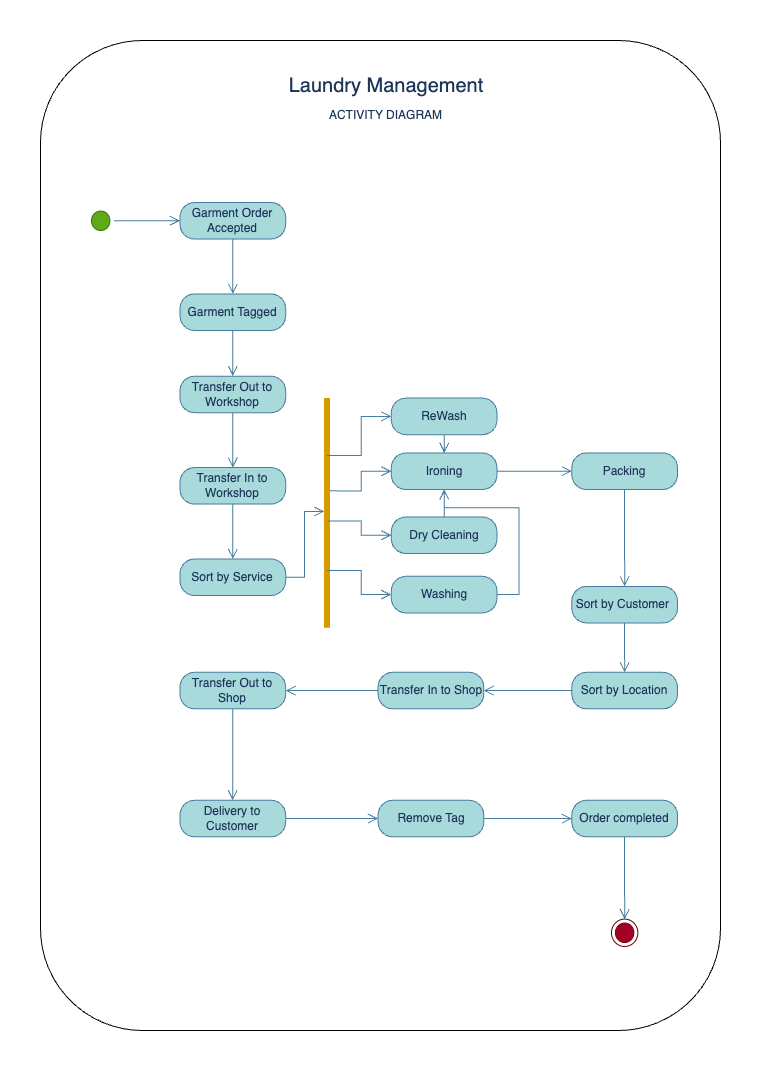 Laundry Management
ACTIVITY DIAGRAM
Garment Order
Accepted
Garment Tagged
Transfer Out to
Workshop
Transfer In to
Workshop
Sort by Service
ReWash
Ironing
Dry Cleaning
Washing
Packing
Sort by Customer
Sort by Location
Transfer In to Shop
Transfer Out to
Shop
Delivery to
Customer
Remove Tag
Order completed